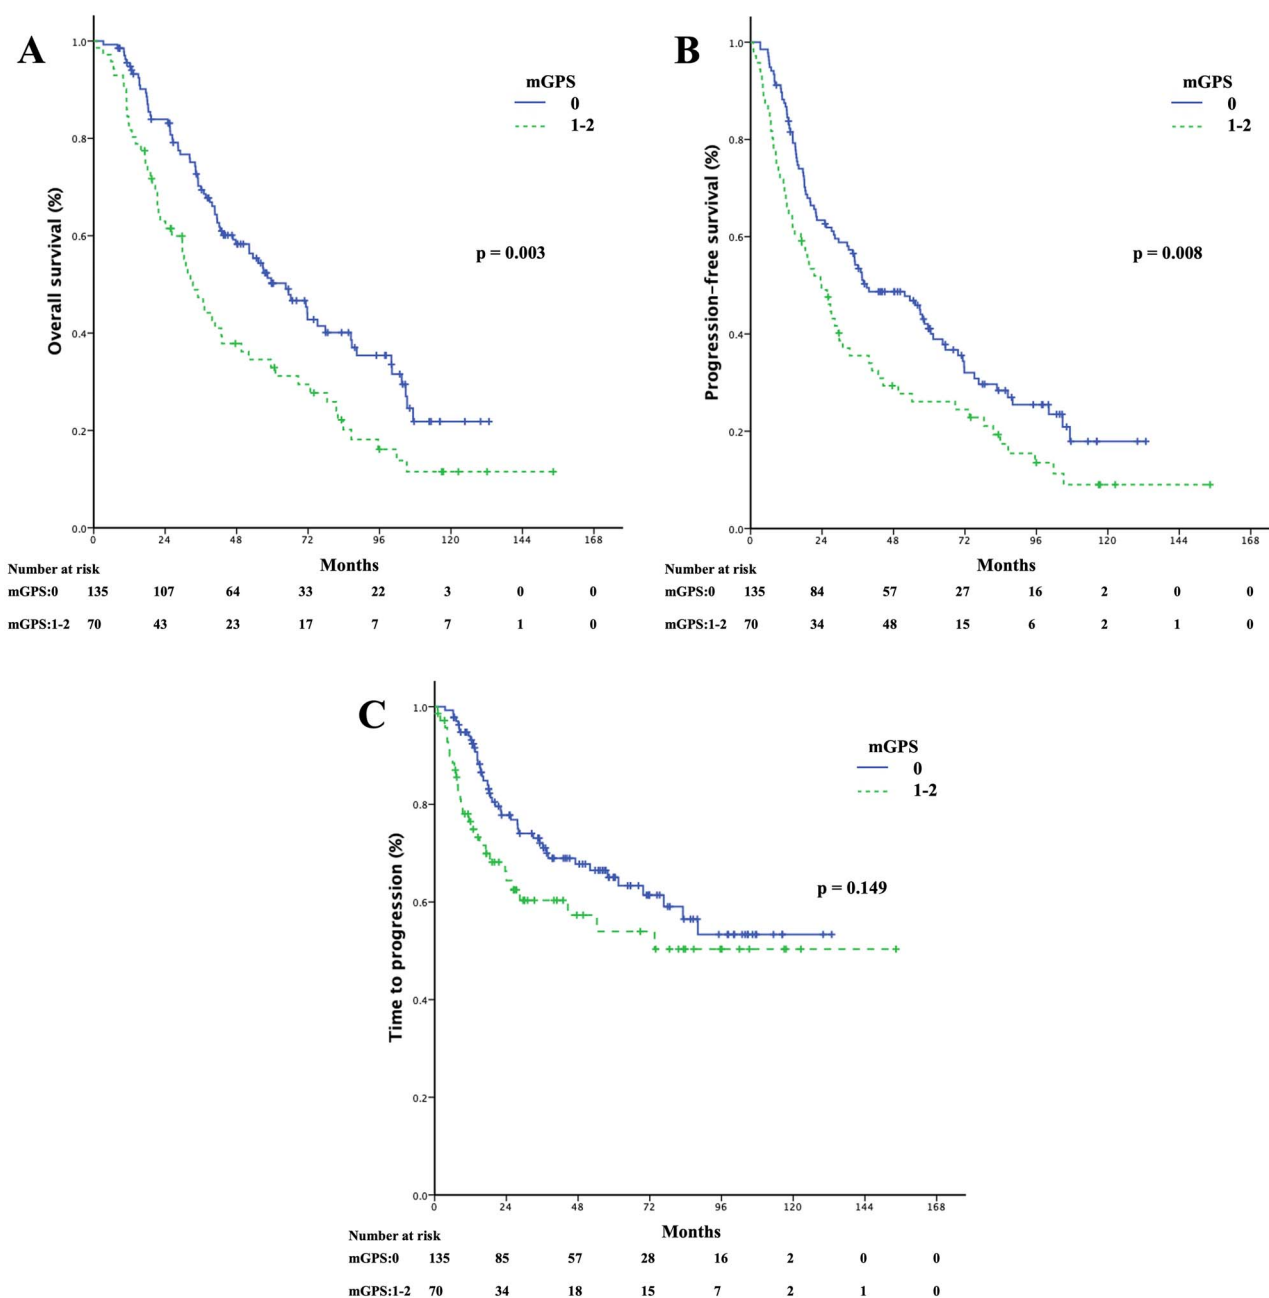 A
mGPS
0
1-2
Overall survival (%)
1.0
0.8
0.6
0.4
0.2
0.0
p = 0.003
0 24 48 72 96 120 144 168
Months
Number at risk
mGPS:0 135 107 64 33 22 3 0 0
mGPS:1-2 70 43 23 17 7 7 1 0
B
mGPS
0
1-2
Progression-free survival (%)
1.0
0.8
0.6
0.4
0.2
0.0
p = 0.008
0 24 48 72 96 120 144 168
Months
Number at risk
mGPS:0 135 84 57 27 16 2 0 0
mGPS:1-2 70 34 48 15 6 2 1 0
C
mGPS
0
1-2
Time to progression (%)
1.0
0.8
0.6
0.4
0.2
0.0
p = 0.149
0 24 48 72 96 120 144 168
Months
Number at risk
mGPS:0 135 85 57 28 16 2 0 0
mGPS:1-2 70 34 18 15 7 2 1 0